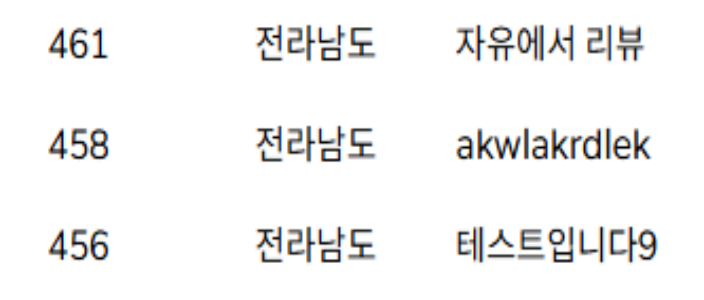 461 전라남도 자유에서 리뷰
458 전라남도 akwlakrdlek
456 전라남도 테스트입니다9